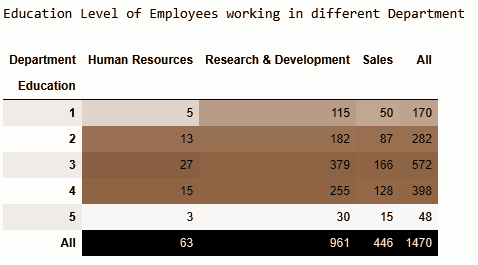 Education Level of Employees working in different Department
Department Human Resources Research & Development Sales All
Education
1 5 115 50 170
2 13 182 87 282
3 27 379 166 572
4 15 255 128 398
5 3 30 15 48
All 63 961 446 1470